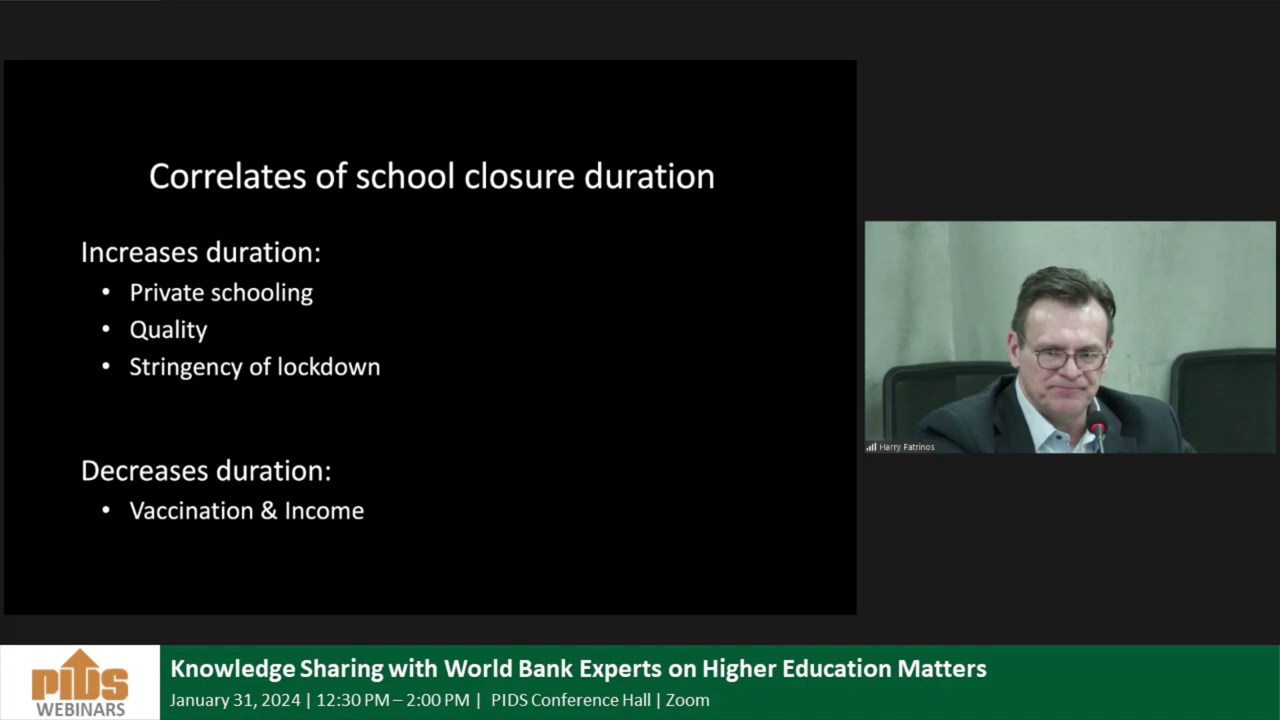 Correlates of school closure duration
Increases duration:
• Private schooling
• Quality
• Stringency of lockdown
Decreases duration:
• Vaccination & Income
Harry Patrinos
PIDS
WEBINARS
Knowledge Sharing with World Bank Experts on Higher Education Matters
January 31, 2024 | 12:30 PM – 2:00 PM | PIDS Conference Hall | Zoom